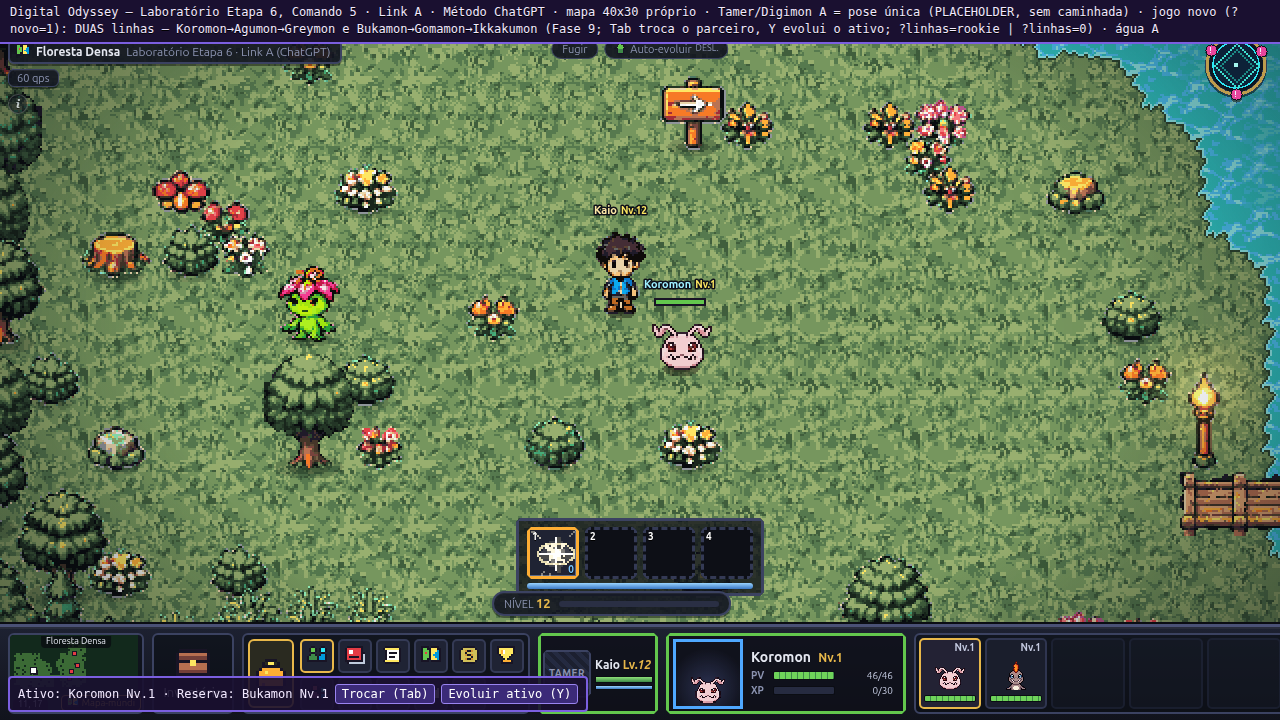 Digital Odyssey — Laboratório Etapa 6, Comando 5 · Link A · Método ChatGPT · mapa 40x30 próprio · Tamer/Digimon A = pose única (PLACEHOLDER, sem caminhada) · jogo novo (?
novo=1): DUAS linhas — Koromon→Agumon→Greymon e Bukamon→Gomamon→Ikkakumon (Fase 9; Tab troca o parceiro, Y evolui o ativo; ?linhas=rookie | ?linhas=0) · água A
Floresta Densa Laboratório Etapa 6 · Link A (ChatGPT)
Fugir
Auto-evoluir DESL.
60 qps
i
Kaio Nv.12
Koromon Nv.1
1 2 3 4
0
NÍVEL 12
Floresta Densa
TAMER
Kaio Lv.12
Koromon Nv.1
PV 46/46
XP 0/30
Nv.1 Nv.1
Ativo: Koromon Nv.1 · Reserva: Bukamon Nv.1 Trocar (Tab) Evoluir ativo (Y)